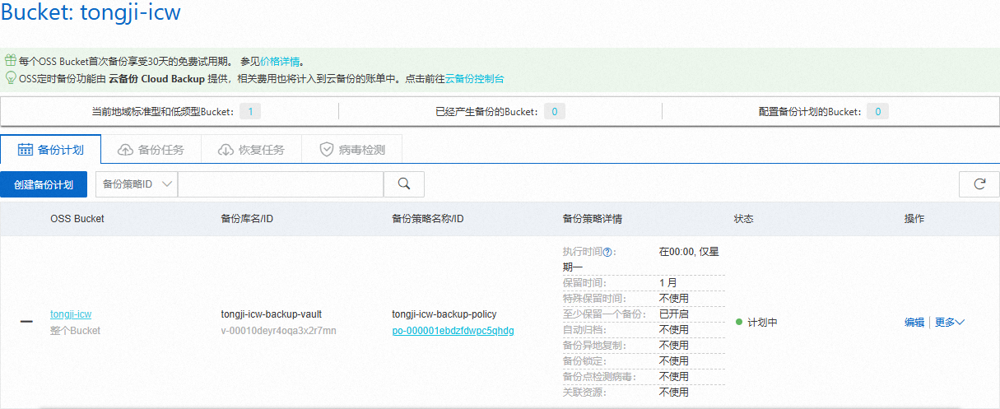 Bucket: tongji-icw
每个OSS Bucket首次备份享受30天的免费试用期。 参见价格详情。
OSS定时备份功能由 云备份 Cloud Backup 提供，相关费用也将计入到云备份的账单中。点击前往云备份控制台
当前地域标准型和低频型Bucket： 1 已经产生备份的Bucket： 0 配置备份计划的Bucket： 0
备份计划 备份任务 恢复任务 病毒检测
创建备份计划 备份策略ID
OSS Bucket 备份库名/ID 备份策略名称/ID 备份策略详情 状态 操作
执行时间?： 在00:00, 仅星
期一
保留时间： 1 月
特殊保留时间： 不使用
tongji-icw tongji-icw-backup-vault tongji-icw-backup-policy 至少保留一个备份： 已开启
计划中 编辑 更多
整个Bucket v-00010deyr4oqa3x2r7mn po-000001ebdzfdwpc5qhdg 自动归档： 不使用
备份异地复制： 不使用
备份锁定： 不使用
备份点检测病毒： 不使用
关联资源： 不使用